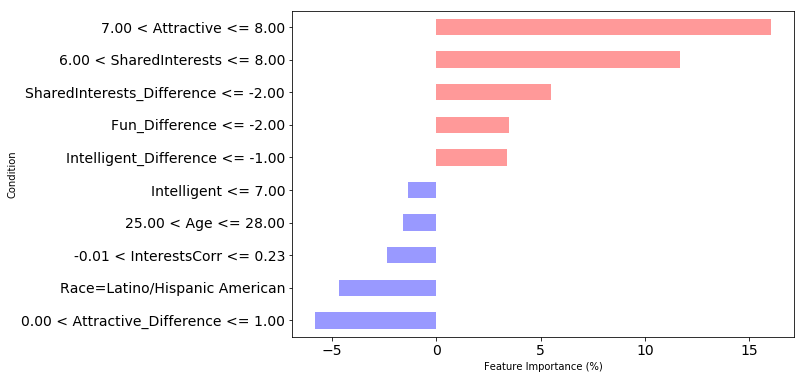 7.00 < Attractive <= 8.00
6.00 < SharedInterests <= 8.00
SharedInterests_Difference <= -2.00
Fun_Difference <= -2.00
Intelligent_Difference <= -1.00
Intelligent <= 7.00
25.00 < Age <= 28.00
-0.01 < InterestsCorr <= 0.23
Race=Latino/Hispanic American
0.00 < Attractive_Difference <= 1.00
Condition
−5 0 5 10 15
Feature Importance (%)